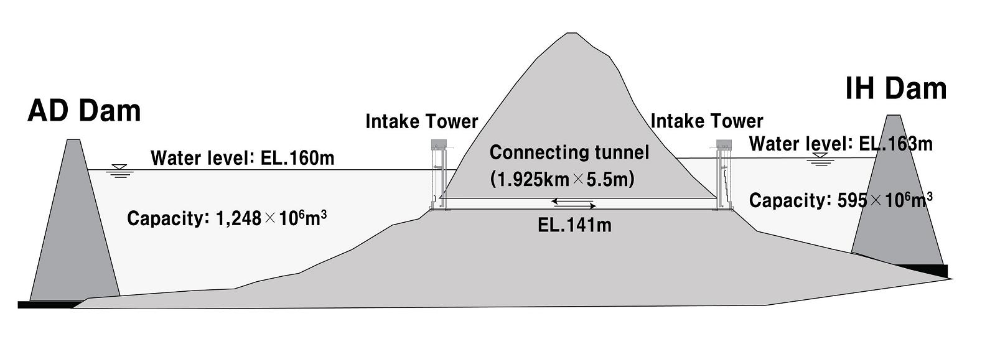 AD Dam
IH Dam
Intake Tower
Intake Tower
Water level: EL.160m
Water level: EL.163m
Connecting tunnel
(1.925km×5.5m)
Capacity: 1,248×10⁶m³
Capacity: 595×10⁶m³
EL.141m